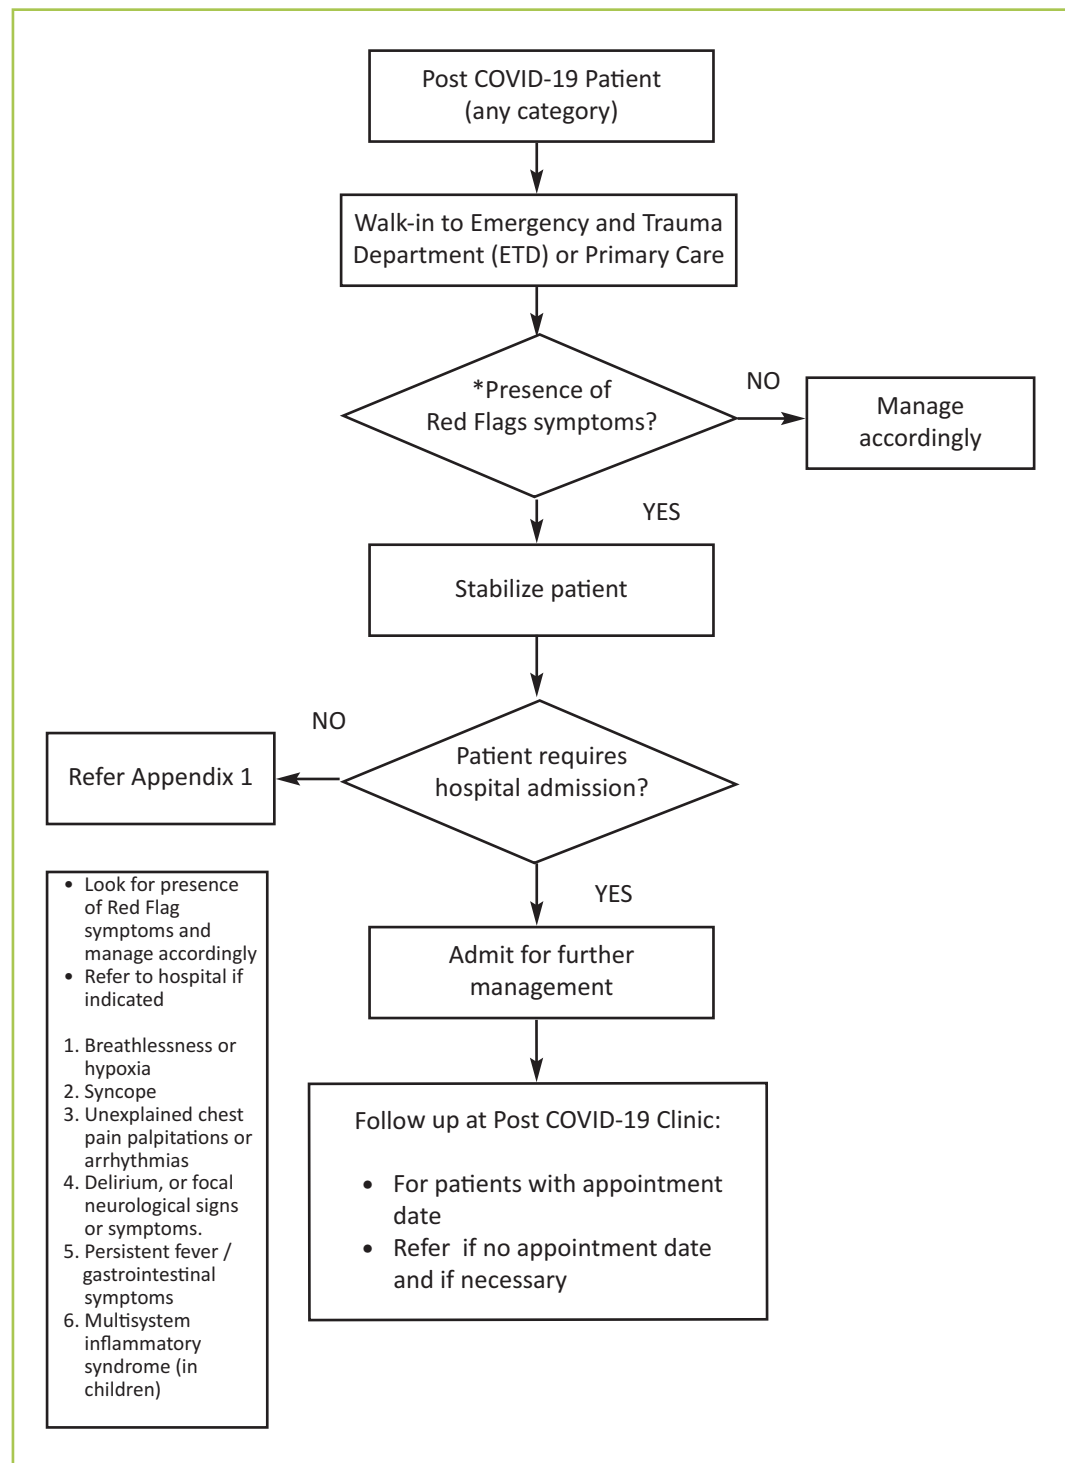 Post COVID-19 Patient
(any category)
Walk-in to Emergency and Trauma
Department (ETD) or Primary Care
*Presence of
Red Flags symptoms?
NO
Manage
accordingly
YES
Stabilize patient
Patient requires
hospital admission?
NO
Refer Appendix 1
YES
Admit for further
management
Follow up at Post COVID-19 Clinic:
• For patients with appointment
date
• Refer if no appointment date
and if necessary
• Look for presence
of Red Flag
symptoms and
manage accordingly
• Refer to hospital if
indicated
1. Breathlessness or
hypoxia
2. Syncope
3. Unexplained chest
pain palpitations or
arrhythmias
4. Delirium, or focal
neurological signs
or symptoms.
5. Persistent fever /
gastrointestinal
symptoms
6. Multisystem
inflammatory
syndrome (in
children)